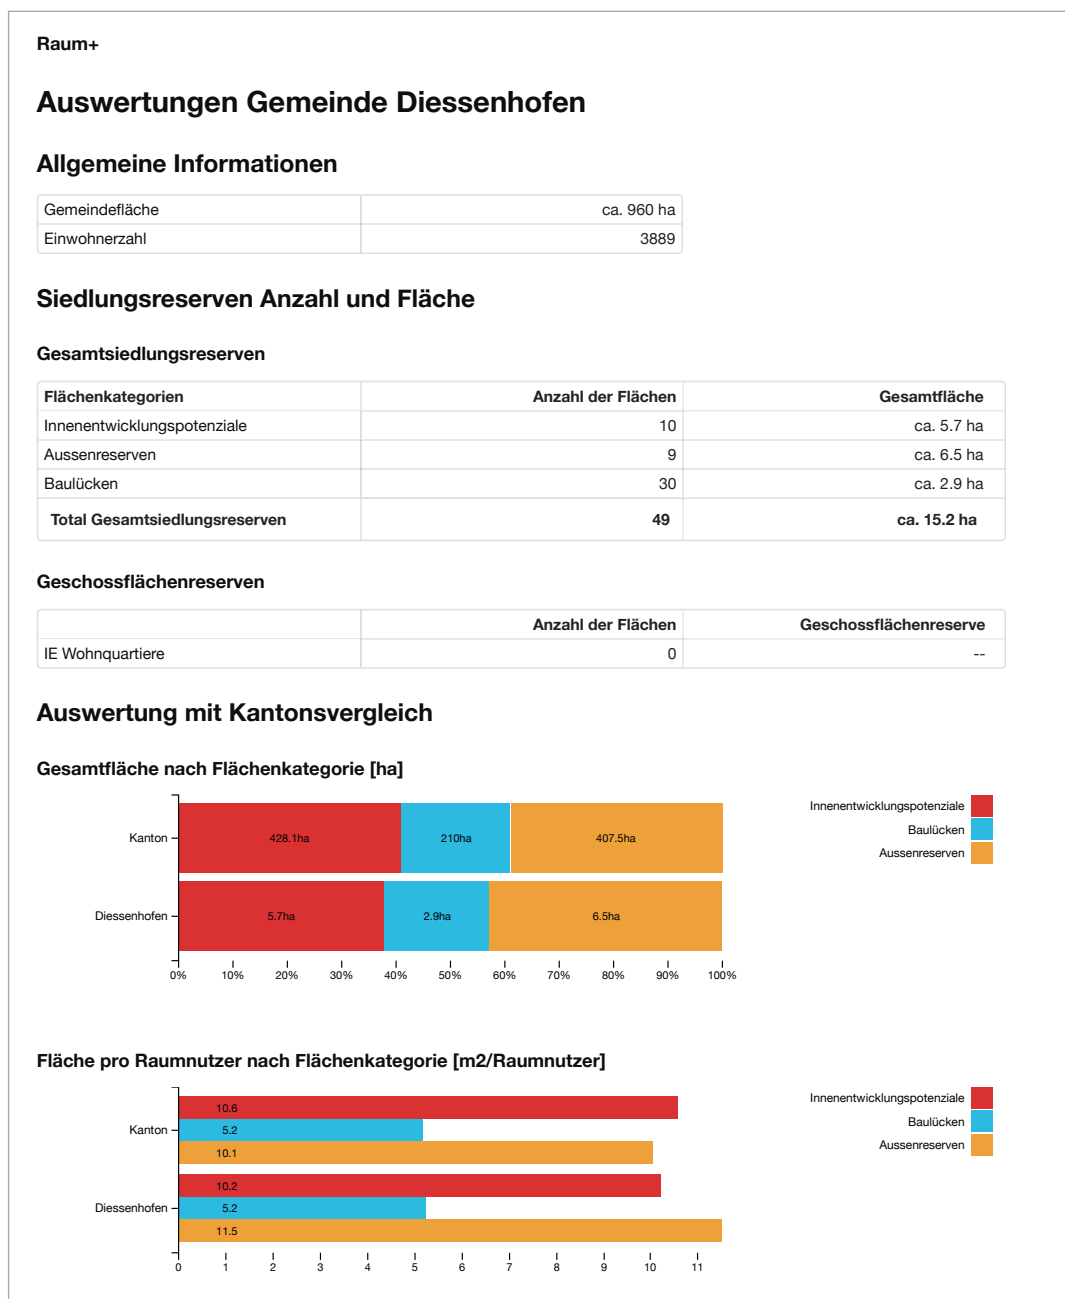 Raum+
Auswertungen Gemeinde Diessenhofen
Allgemeine Informationen
Gemeindefläche ca. 960 ha
Einwohnerzahl 3889
Siedlungsreserven Anzahl und Fläche
Gesamtsiedlungsreserven
Flächenkategorien Anzahl der Flächen Gesamtfläche
Innenentwicklungspotenziale 10 ca. 5.7 ha
Aussenreserven 9 ca. 6.5 ha
Baulücken 30 ca. 2.9 ha
Total Gesamtsiedlungsreserven 49 ca. 15.2 ha
Geschossflächenreserven
Anzahl der Flächen Geschossflächenreserve
IE Wohnquartiere 0 --
Auswertung mit Kantonsvergleich
Gesamtfläche nach Flächenkategorie [ha]
Innenentwicklungspotenziale
Baulücken
Aussenreserven
Kanton 428.1ha 210ha 407.5ha
Diessenhofen 5.7ha 2.9ha 6.5ha
0% 10% 20% 30% 40% 50% 60% 70% 80% 90% 100%
Fläche pro Raumnutzer nach Flächenkategorie [m2/Raumnutzer]
Innenentwicklungspotenziale
Baulücken
Aussenreserven
10.6
Kanton 5.2
10.1
10.2
Diessenhofen 5.2
11.5
0 1 2 3 4 5 6 7 8 9 10 11